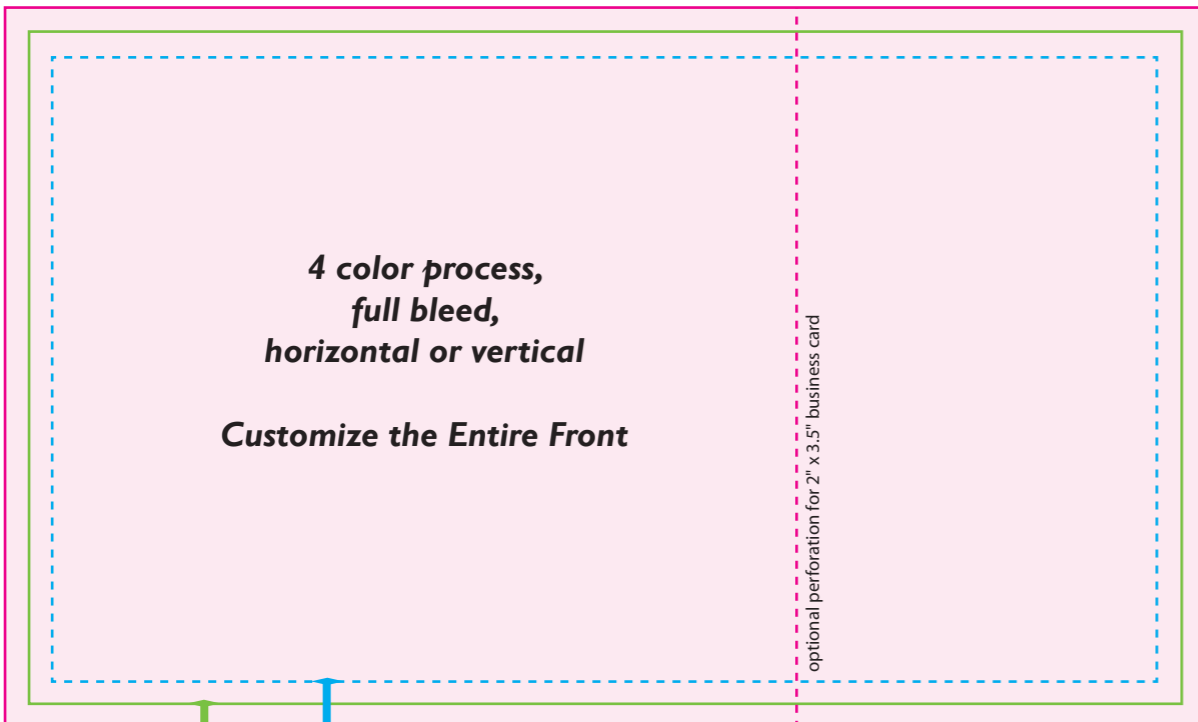 4 color process,
full bleed,
horizontal or vertical
Customize the Entire Front
optional perforation for 2" x 3.5" business card